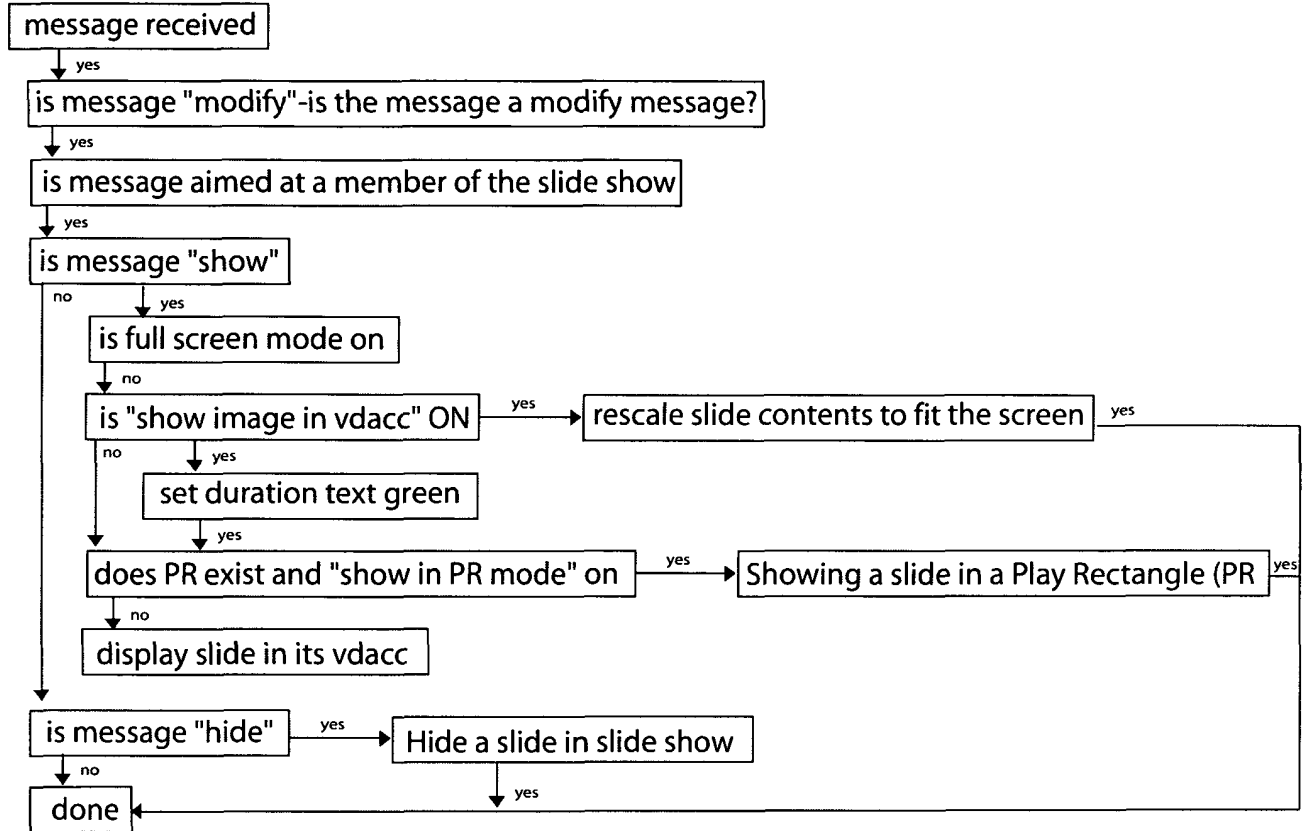 message received
yes
is message "modify"-is the message a modify message?
yes
is message aimed at a member of the slide show
yes
is message "show"
no
yes
is full screen mode on
no
is "show image in vdacc" ON
yes
rescale slide contents to fit the screen
yes
no
yes
set duration text green
yes
does PR exist and "show in PR mode" on
yes
Showing a slide in a Play Rectangle (PR
yes
no
display slide in its vdacc
is message "hide"
yes
Hide a slide in slide show
no
yes
done